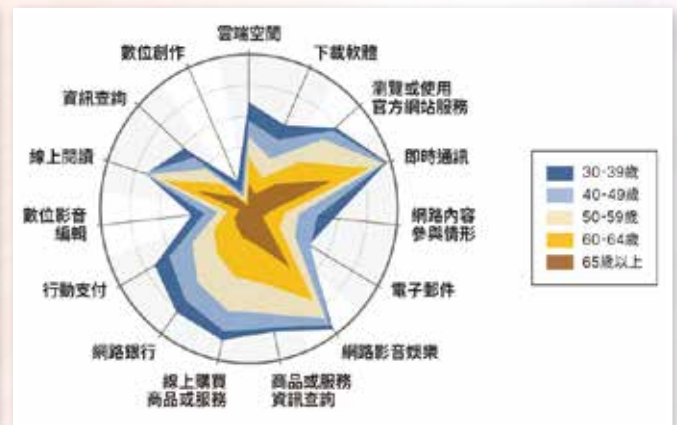 雲端空間
下載軟體
瀏覽或使用
官方網站服務
即時通訊
網路內容
參與情形
電子郵件
網路影音娛樂
商品或服務
資訊查詢
線上購買
商品或服務
網路銀行
行動支付
數位影音
編輯
線上閱讀
資訊查詢
數位創作
30-39歲
40-49歲
50-59歲
60-64歲
65歲以上